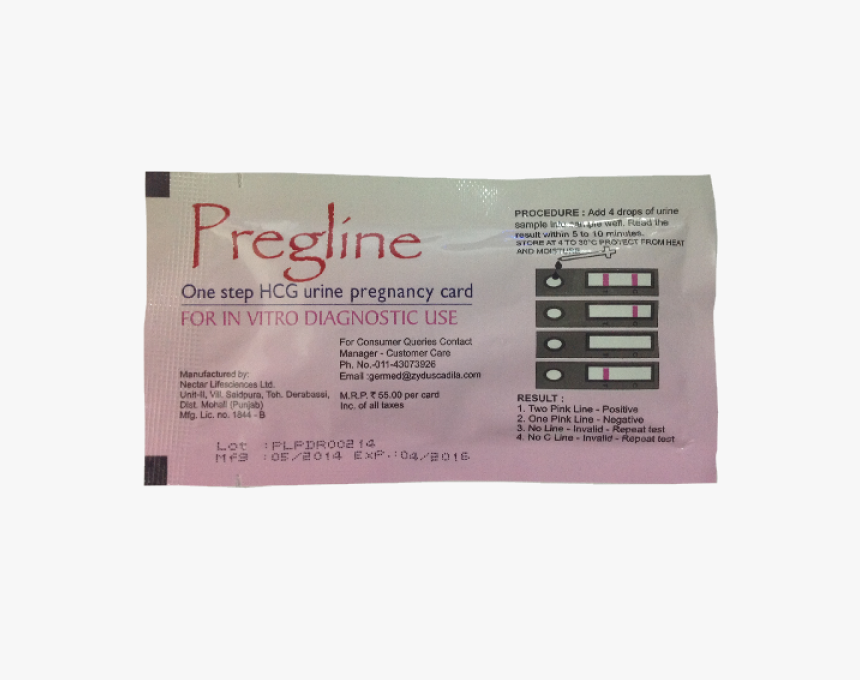 Pregline
One step HCG urine pregnancy card
FOR IN VITRO DIAGNOSTIC USE
For Consumer Queries Contact
Manager - Customer Care
Ph. No.-011-43073926
Email :germed@zyduscadila.com
Manufactured by:
Nectar Lifesciences Ltd.
Unit-II, Vill. Saidpura, Teh. Derabassi,
Dist. Mohali (Punjab)
Mfg. Lic. no. 1844 - B
M.R.P. ₹ 55.00 per card
Inc. of all taxes
Lot :PLPDR00214
Mfg :05/2014 EXP.:04/2016
PROCEDURE : Add 4 drops of urine
sample into sample well. Read the
result within 5 to 10 minutes.
STORE AT 4 TO 30°C PROTECT FROM HEAT
AND MOISTURE
RESULT :
1. Two Pink Line - Positive
2. One Pink Line - Negative
3. No Line - Invalid - Repeat test
4. No C Line - Invalid - Repeat test